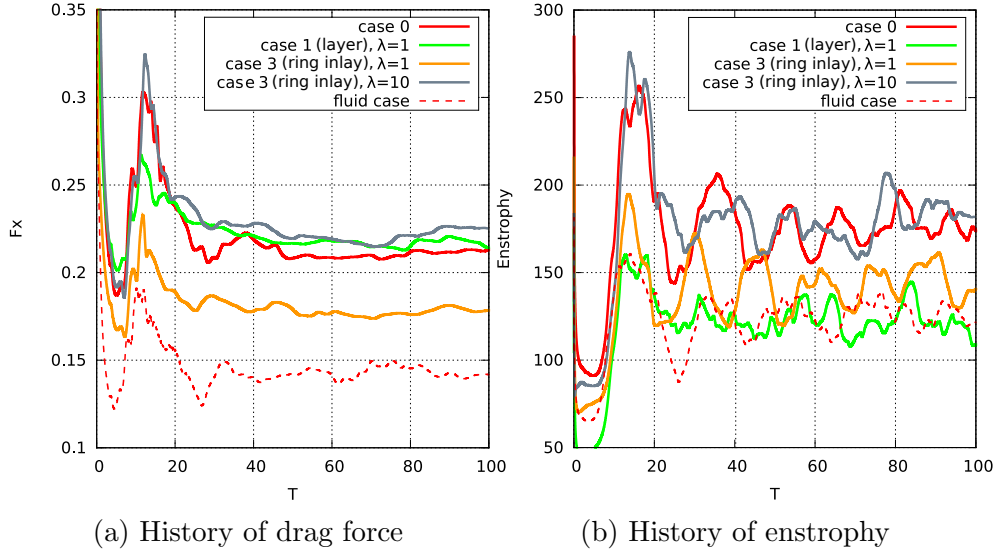 0.35
0.3
0.25
0.2
0.15
0.1
Fx
0 20 40 60 80 100
T
case 0
case 1 (layer), λ=1
case 3 (ring inlay), λ=1
case 3 (ring inlay), λ=10
fluid case
(a) History of drag force
300
250
200
150
100
50
Enstrophy
0 20 40 60 80 100
T
case 0
case 1 (layer), λ=1
case 3 (ring inlay), λ=1
case 3 (ring inlay), λ=10
fluid case
(b) History of enstrophy